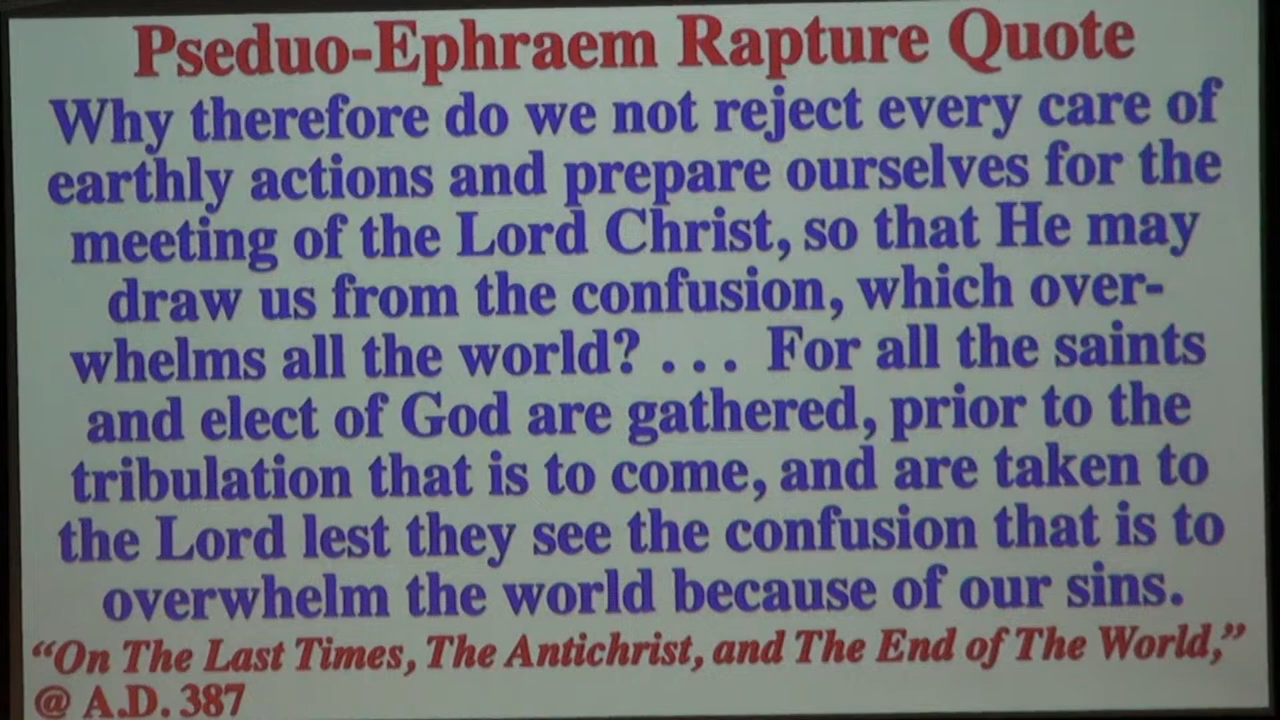 Pseduo-Ephraem Rapture Quote
Why therefore do we not reject every care of
earthly actions and prepare ourselves for the
meeting of the Lord Christ, so that He may
draw us from the confusion, which over-
whelms all the world? . . . For all the saints
and elect of God are gathered, prior to the
tribulation that is to come, and are taken to
the Lord lest they see the confusion that is to
overwhelm the world because of our sins.
“On The Last Times, The Antichrist, and The End of The World,”
@ A.D. 387